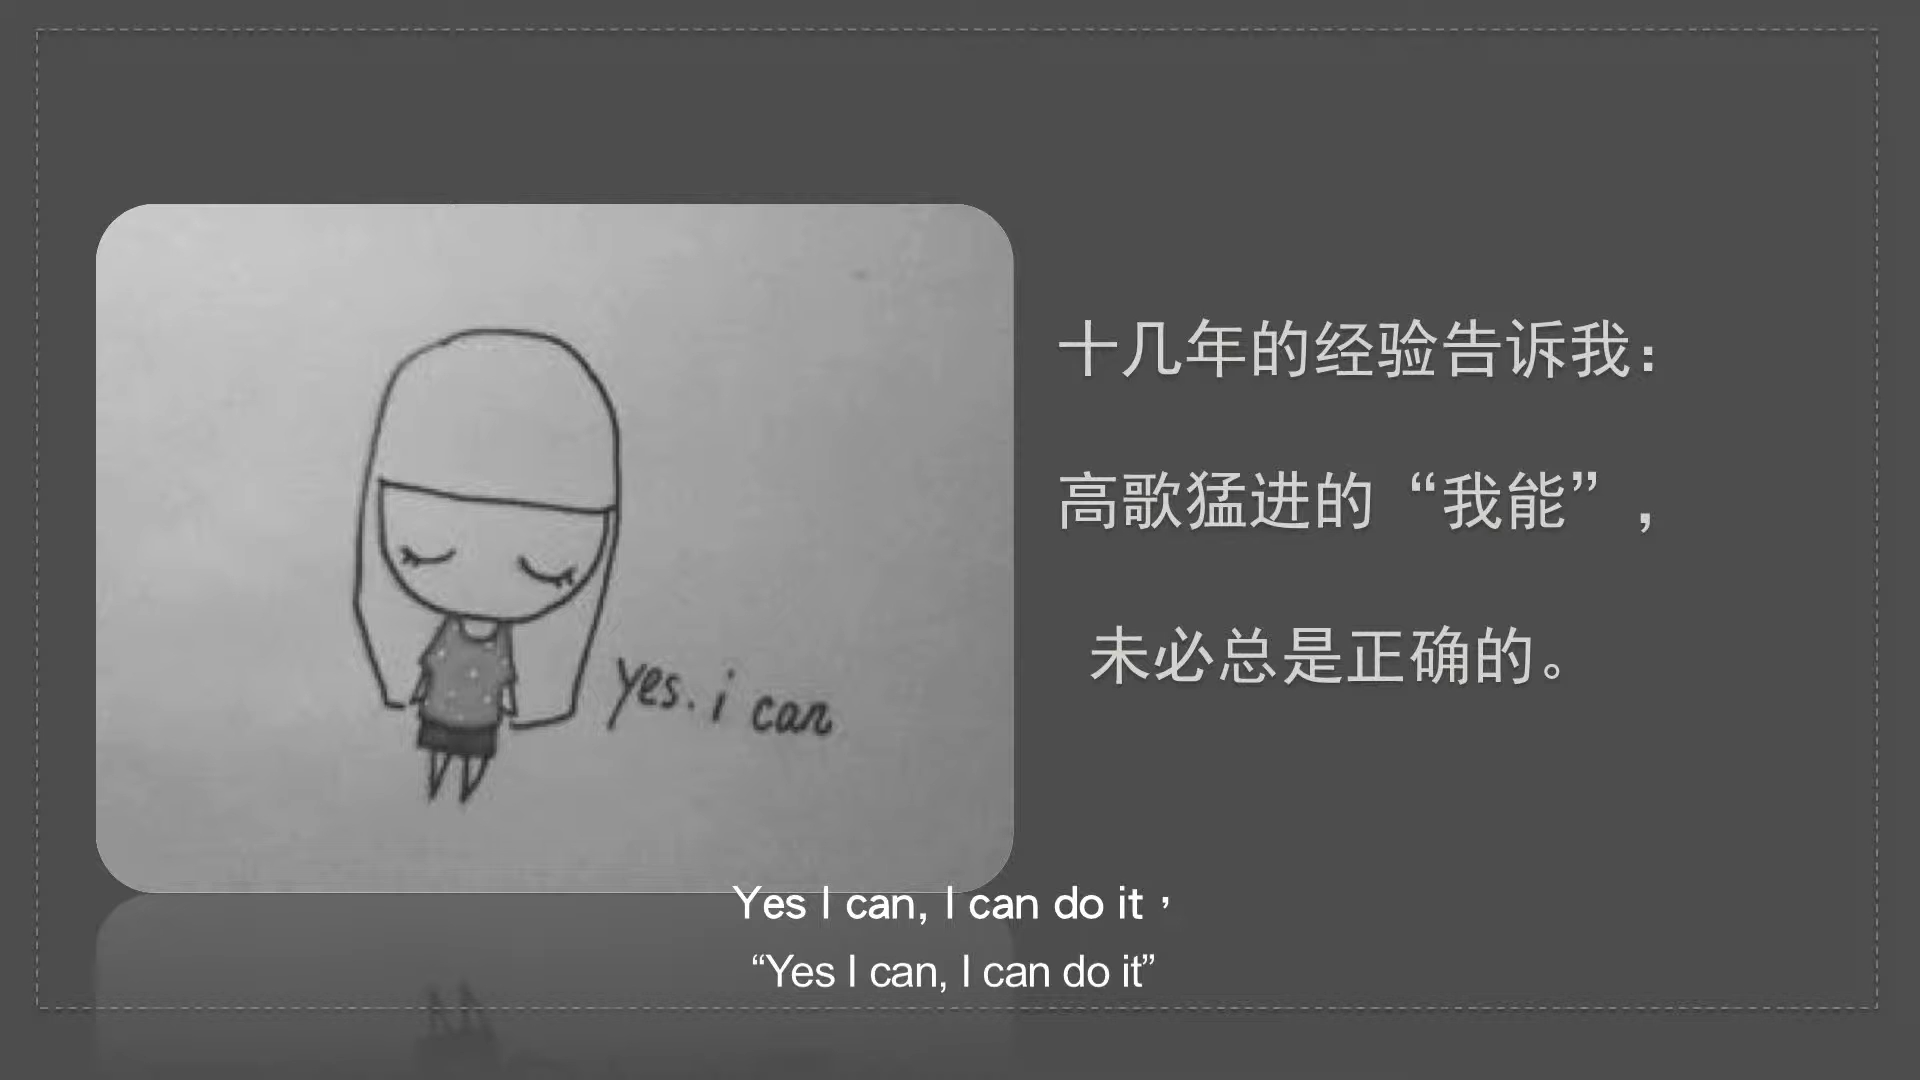 十几年的经验告诉我：
高歌猛进的“我能”，
未必总是正确的。
yes. i can
Yes I can, I can do it，
“Yes I can, I can do it”